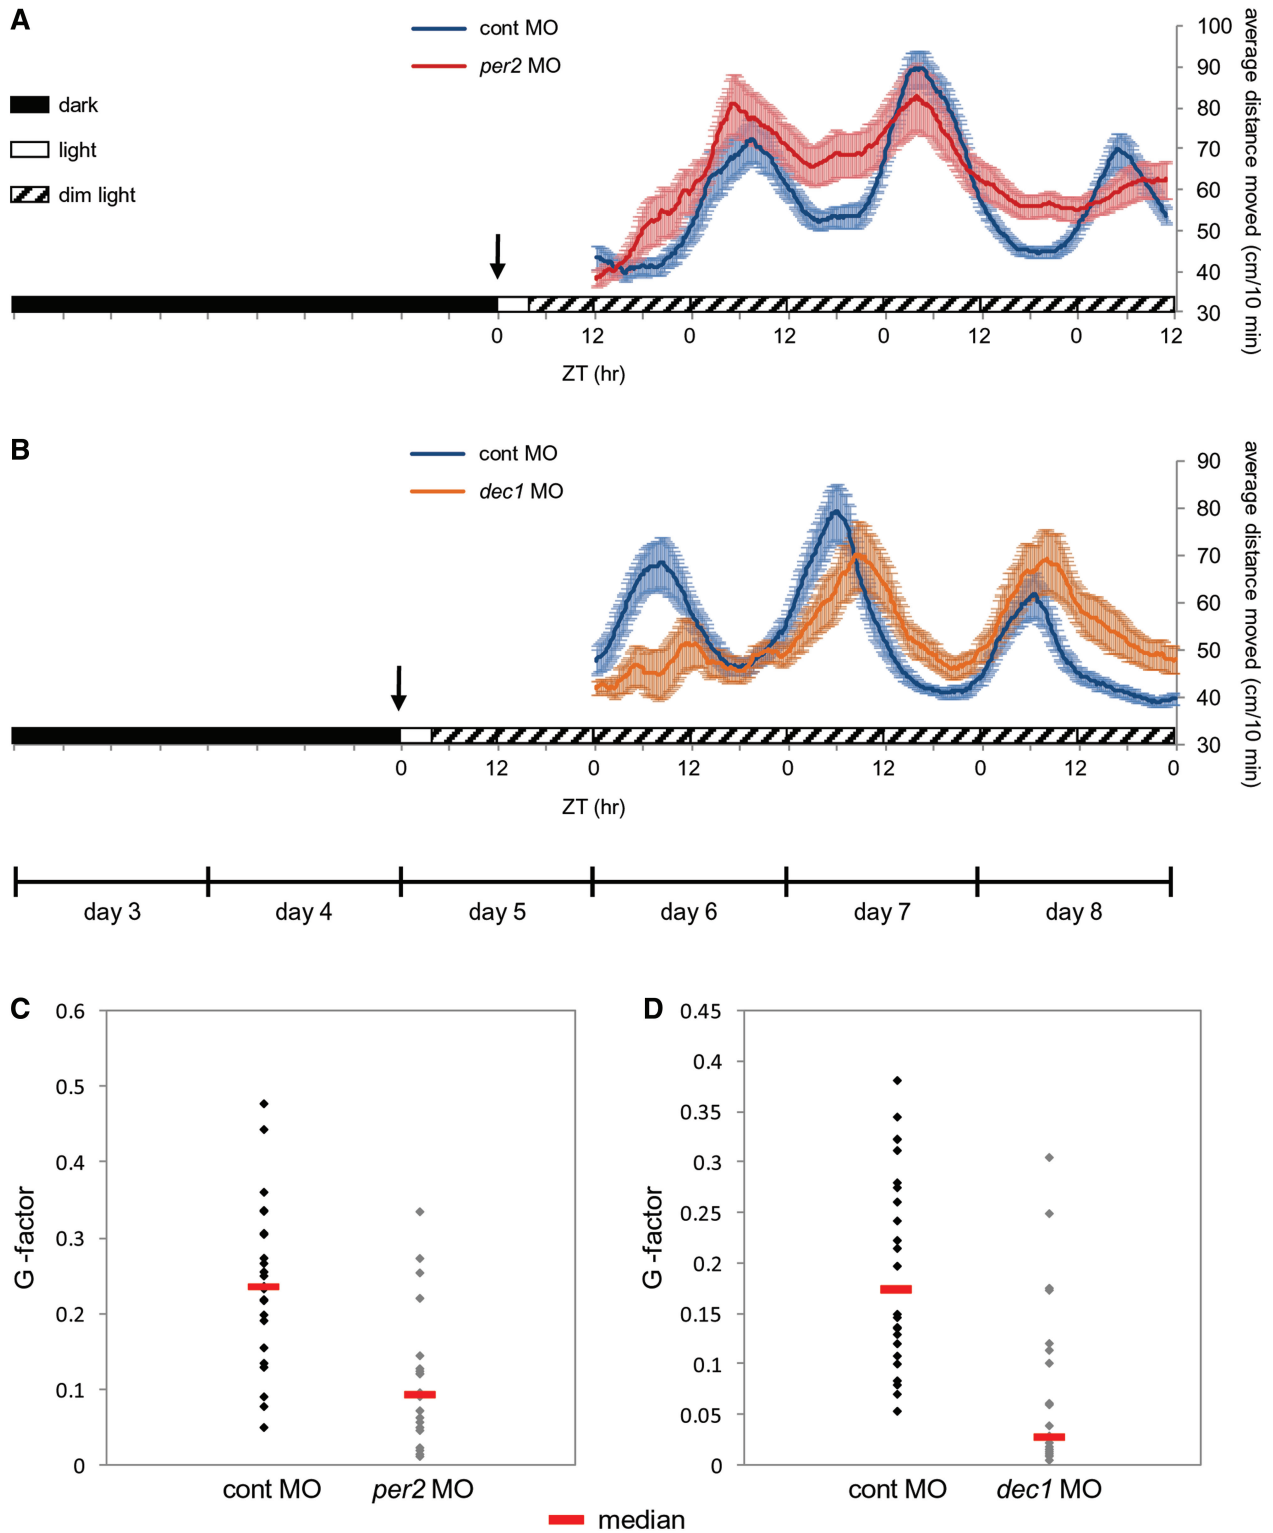 A
cont MO
per2 MO
dark
light
dim light
100
90
80
70
60
50
40
30
average distance moved (cm/10 min)
0 12 0 12 0 12 0 12
ZT (hr)
B
cont MO
dec1 MO
90
80
70
60
50
40
30
average distance moved (cm/10 min)
0 12 0 12 0 12 0 12 0
ZT (hr)
day 3 day 4 day 5 day 6 day 7 day 8
C
0.6
0.5
0.4
0.3
0.2
0.1
0
G -factor
cont MO per2 MO
D
0.45
0.4
0.35
0.3
0.25
0.2
0.15
0.1
0.05
0
G -factor
cont MO dec1 MO
median